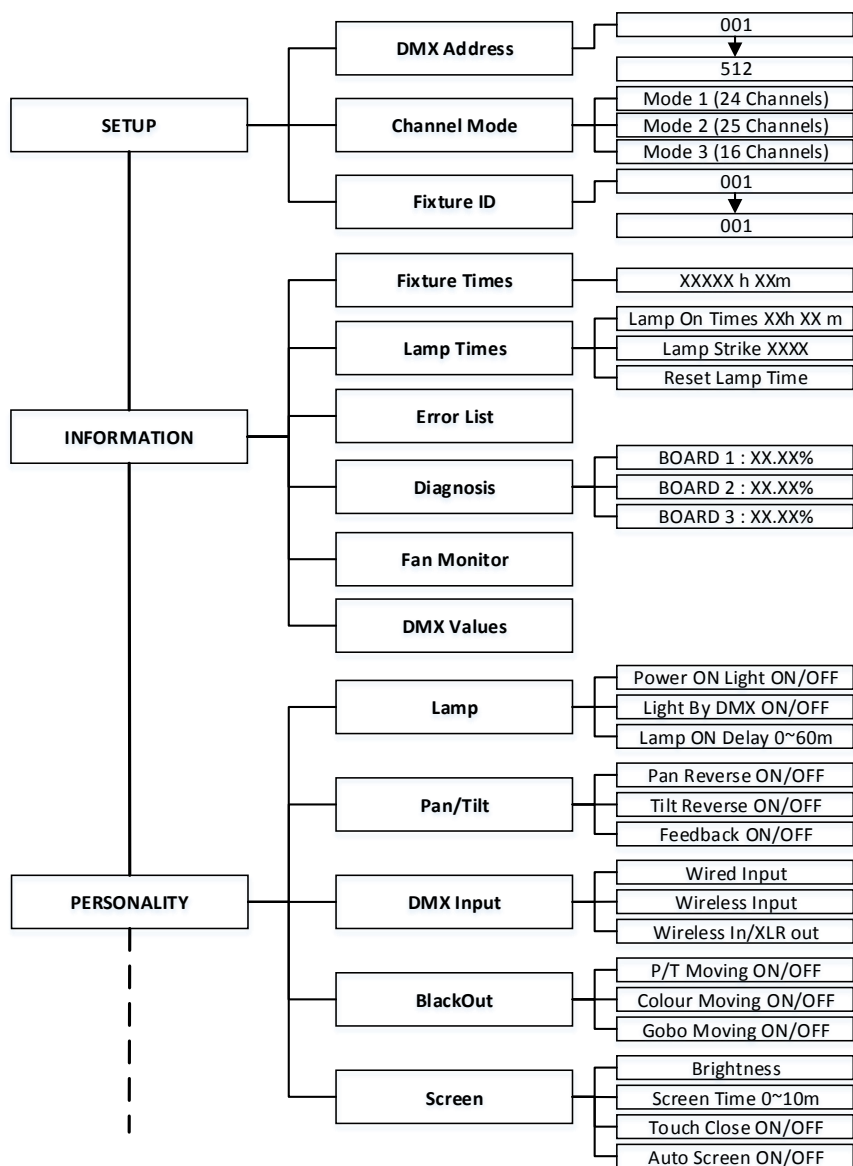 SETUP
DMX Address
001
512
Channel Mode
Mode 1 (24 Channels)
Mode 2 (25 Channels)
Mode 3 (16 Channels)
Fixture ID
001
001
INFORMATION
Fixture Times
XXXXX h XXm
Lamp Times
Lamp On Times XXh XX m
Lamp Strike XXXX
Reset Lamp Time
Error List
Diagnosis
BOARD 1 : XX.XX%
BOARD 2 : XX.XX%
BOARD 3 : XX.XX%
Fan Monitor
DMX Values
PERSONALITY
Lamp
Power ON Light ON/OFF
Light By DMX ON/OFF
Lamp ON Delay 0~60m
Pan/Tilt
Pan Reverse ON/OFF
Tilt Reverse ON/OFF
Feedback ON/OFF
DMX Input
Wired Input
Wireless Input
Wireless In/XLR out
BlackOut
P/T Moving ON/OFF
Colour Moving ON/OFF
Gobo Moving ON/OFF
Screen
Brightness
Screen Time 0~10m
Touch Close ON/OFF
Auto Screen ON/OFF